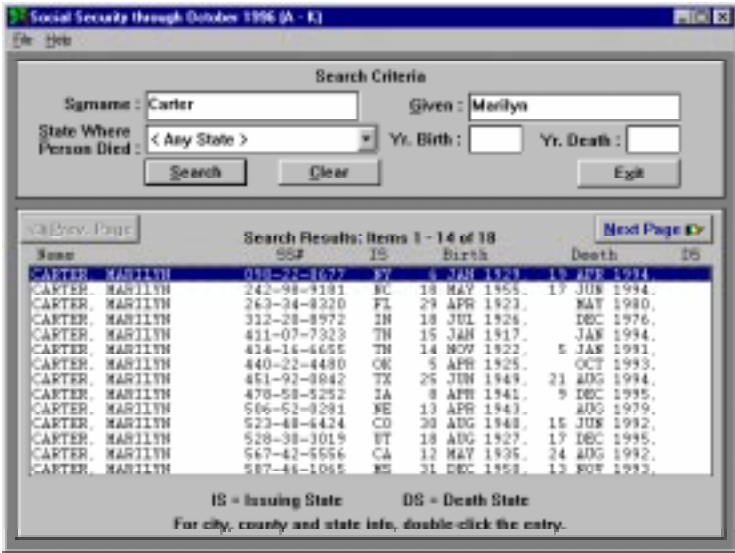 Social Security through October 1996 (A - K)
File Help
Search Criteria
Surname : Carter Given : Marilyn
State Where Person Died : < Any State > Yr. Birth : Yr. Death :
Search Clear Exit
Prev. Page Search Results: Items 1 - 14 of 18 Next Page
Name SS# IS Birth Death DS
CARTER, MARILYN 098-22-8677 NY 6 JAN 1929, 19 APR 1994,
CARTER, MARILYN 242-98-9181 NC 18 MAY 1955, 17 JUN 1994,
CARTER, MARILYN 263-34-8320 FL 29 APR 1923, MAY 1980,
CARTER, MARILYN 312-28-8972 IN 18 JUL 1926, DEC 1976,
CARTER, MARILYN 411-07-7323 TN 15 JAN 1917, JAN 1994,
CARTER, MARILYN 414-16-6655 TN 14 NOV 1922, 5 JAN 1991,
CARTER, MARILYN 440-22-4480 OK 5 APR 1925, OCT 1993,
CARTER, MARILYN 451-92-0842 TX 25 JUN 1949, 21 AUG 1994,
CARTER, MARILYN 478-50-5252 IA 8 APR 1941, 9 DEC 1995,
CARTER, MARILYN 506-52-0281 NE 13 APR 1943, AUG 1979,
CARTER, MARILYN 523-48-6424 CO 30 AUG 1940, 15 JUN 1992,
CARTER, MARILYN 528-30-3019 UT 18 AUG 1927, 17 DEC 1995,
CARTER, MARILYN 567-42-5556 CA 12 MAY 1935, 24 AUG 1992,
CARTER, MARILYN 587-46-1065 MS 31 DEC 1950, 13 NOV 1993,
IS = Issuing State DS = Death State
For city, county and state info, double-click the entry.